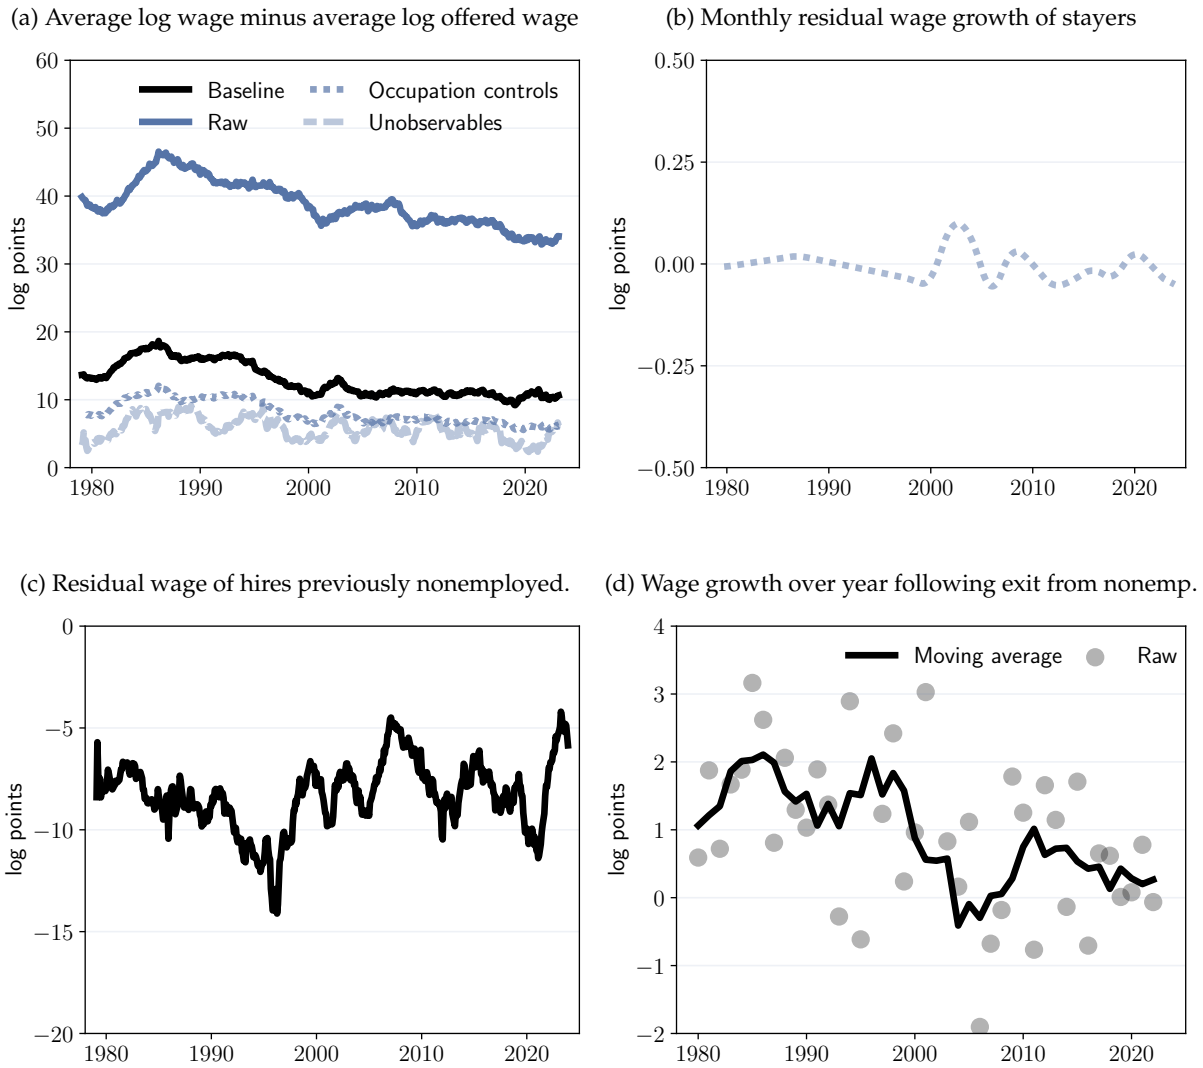 (a) Average log wage minus average log offered wage
60
50
40
30
20
10
0
log points
Baseline
Occupation controls
Raw
Unobservables
1980 1990 2000 2010 2020
(b) Monthly residual wage growth of stayers
0.50
0.25
0.00
−0.25
−0.50
log points
1980 1990 2000 2010 2020
(c) Residual wage of hires previously nonemployed.
0
−5
−10
−15
−20
log points
1980 1990 2000 2010 2020
(d) Wage growth over year following exit from nonemp.
4
3
2
1
0
−1
−2
log points
Moving average
Raw
1980 1990 2000 2010 2020